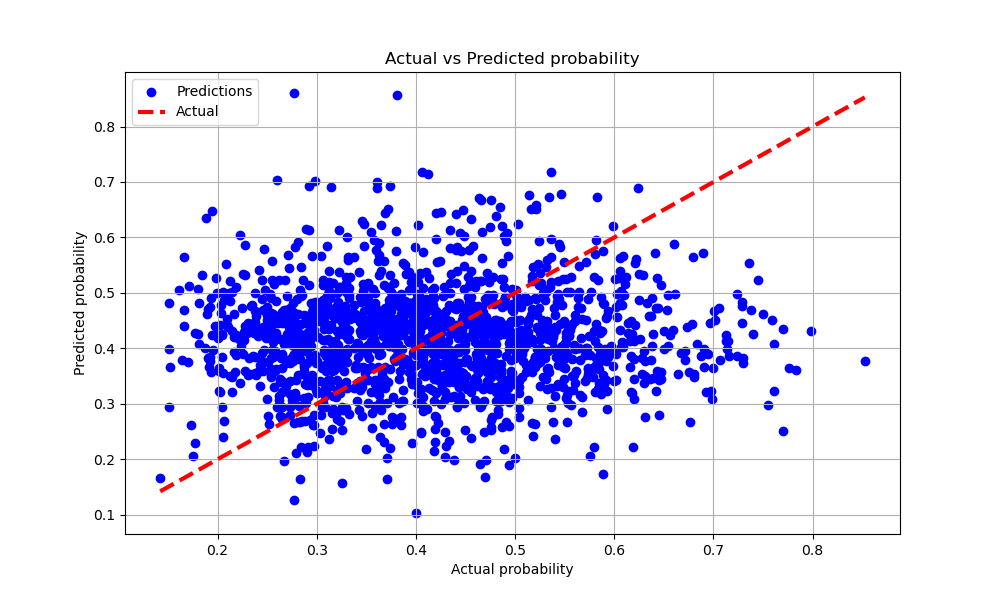 Actual vs Predicted probability
Predictions
Actual
Predicted probability
0.8
0.7
0.6
0.5
0.4
0.3
0.2
0.1
0.2 0.3 0.4 0.5 0.6 0.7 0.8
Actual probability